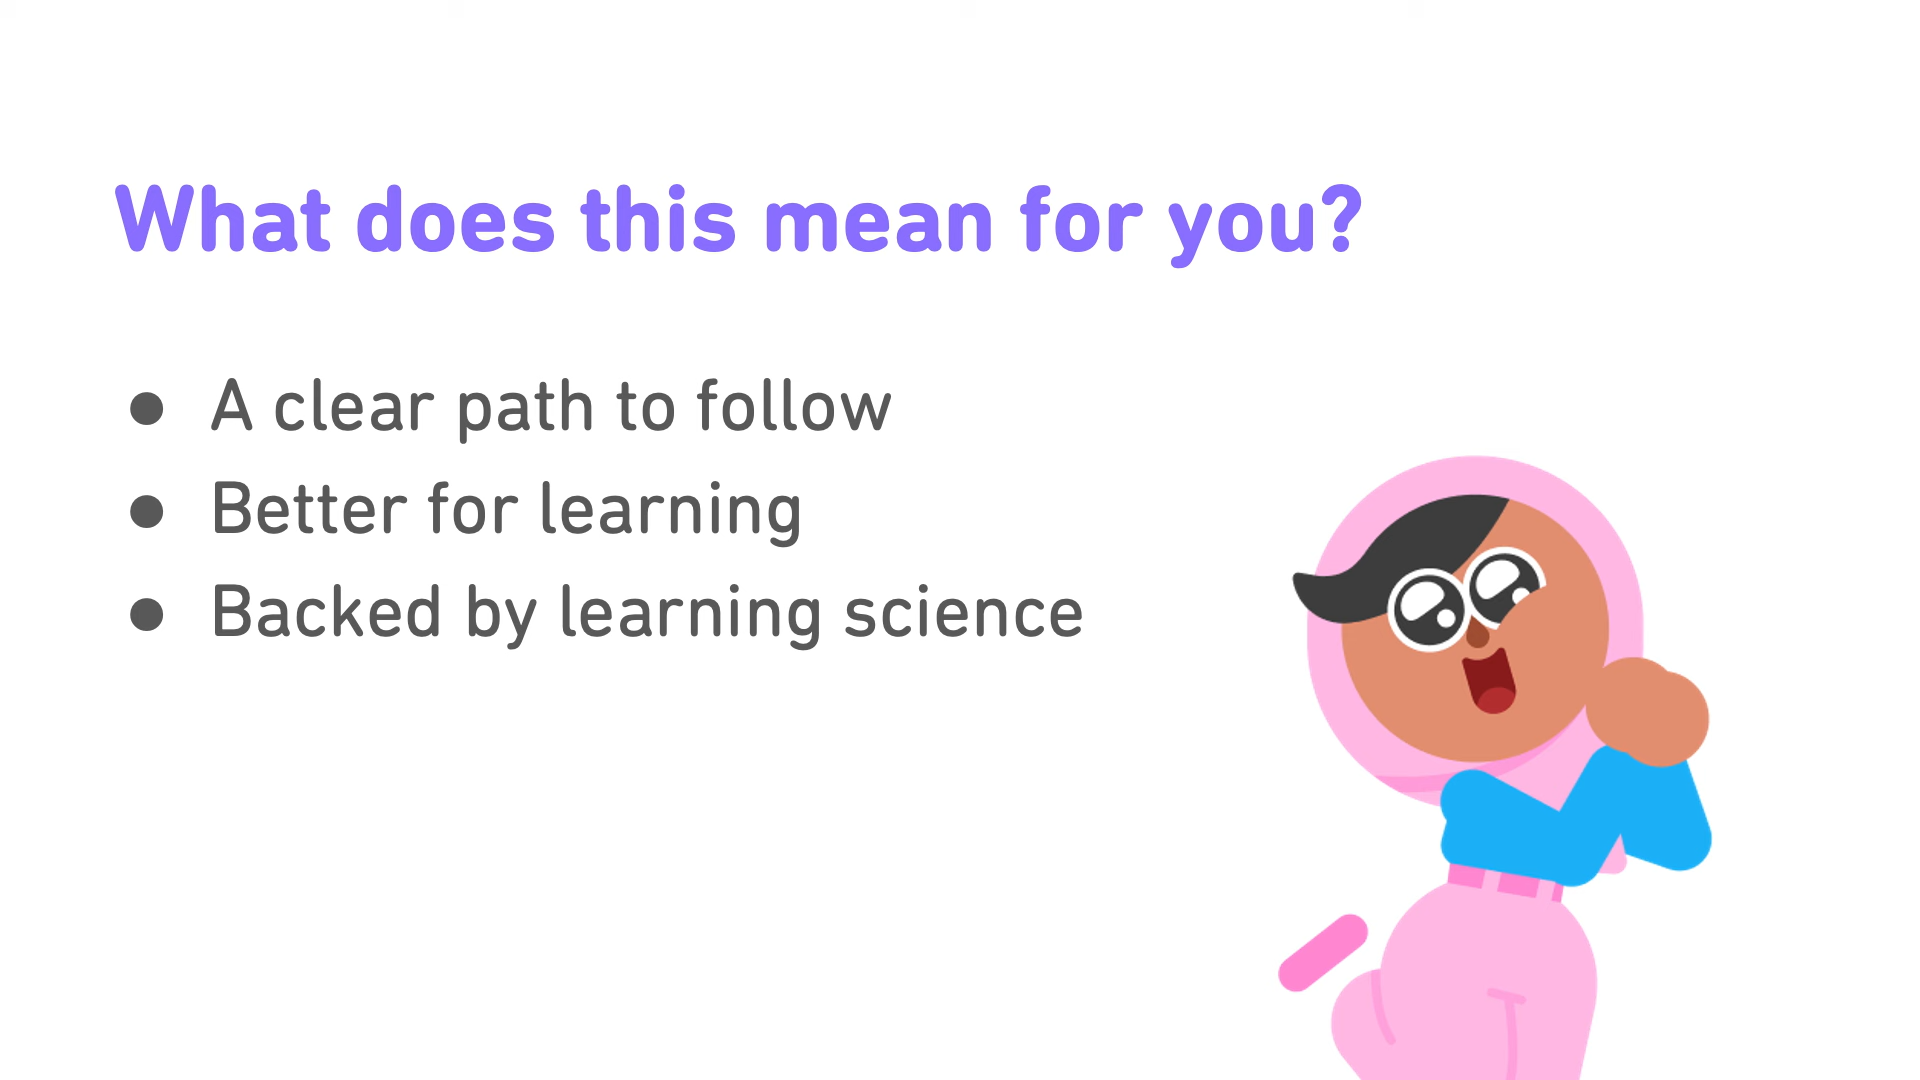 What does this mean for you?
● A clear path to follow
● Better for learning
● Backed by learning science